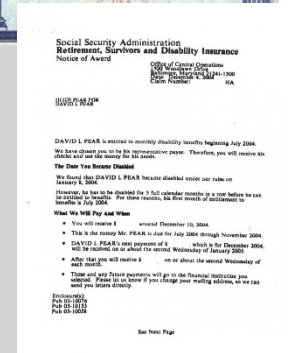 Social Security Administration
Retirement, Survivors and Disability Insurance
Notice of Award
Office of Central Operations
1500 Woodlawn Drive
Baltimore, Maryland 21241-1500
Date: December 4, 2004
Claim Number: HA
PEAR FOR
DAVID L PEAR
DAVID L PEAR is entitled to monthly disability benefits beginning July 2004.
We have chosen you to be his representative payee. Therefore, you will receive his
checks and use the money for his needs.
The Date You Became Disabled
We found that DAVID L PEAR became disabled under our rules on
January 8, 2004.
However, he has to be disabled for 5 full calendar months in a row before he can
be entitled to benefits. For these reasons, his first month of entitlement to
benefits is July 2004.
What We Will Pay And When
• You will receive $ around December 10, 2004.
• This is the money Mr. PEAR is due for July 2004 through November 2004.
• DAVID L PEAR's next payment of $ , which is for December 2004,
will be received on or about the second Wednesday of January 2005.
• After that you will receive $ on or about the second Wednesday of
each month.
• These and any future payments will go to the financial institution you
selected. Please let us know if you change your mailing address, so we can
send you letters directly.
Enclosure(s)
Pub 05-10076
Pub 05-10153
Pub 05-10058
See Next Page